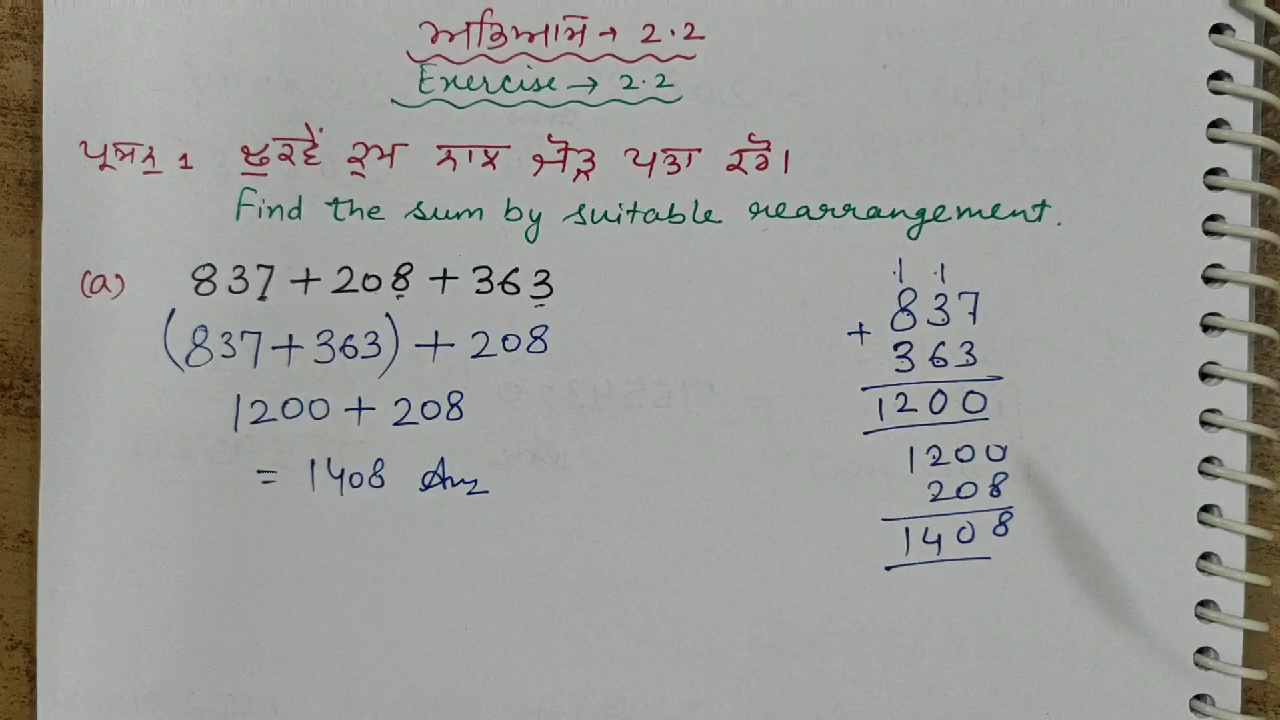 ਅਭਿਆਸ → 2.2
Exercise → 2.2
ਪ੍ਰਸ਼ਨ 1 ਢੁਕਵੇਂ ਕ੍ਰਮ ਨਾਲ ਜੋੜ ਪਤਾ ਕਰੋ।
Find the sum by suitable rearrangement.
(a) 837 + 208 + 363
(837 + 363) + 208
1200 + 208
= 1408 Ans
1 1
837
+ 363
1200
1200
208
1408